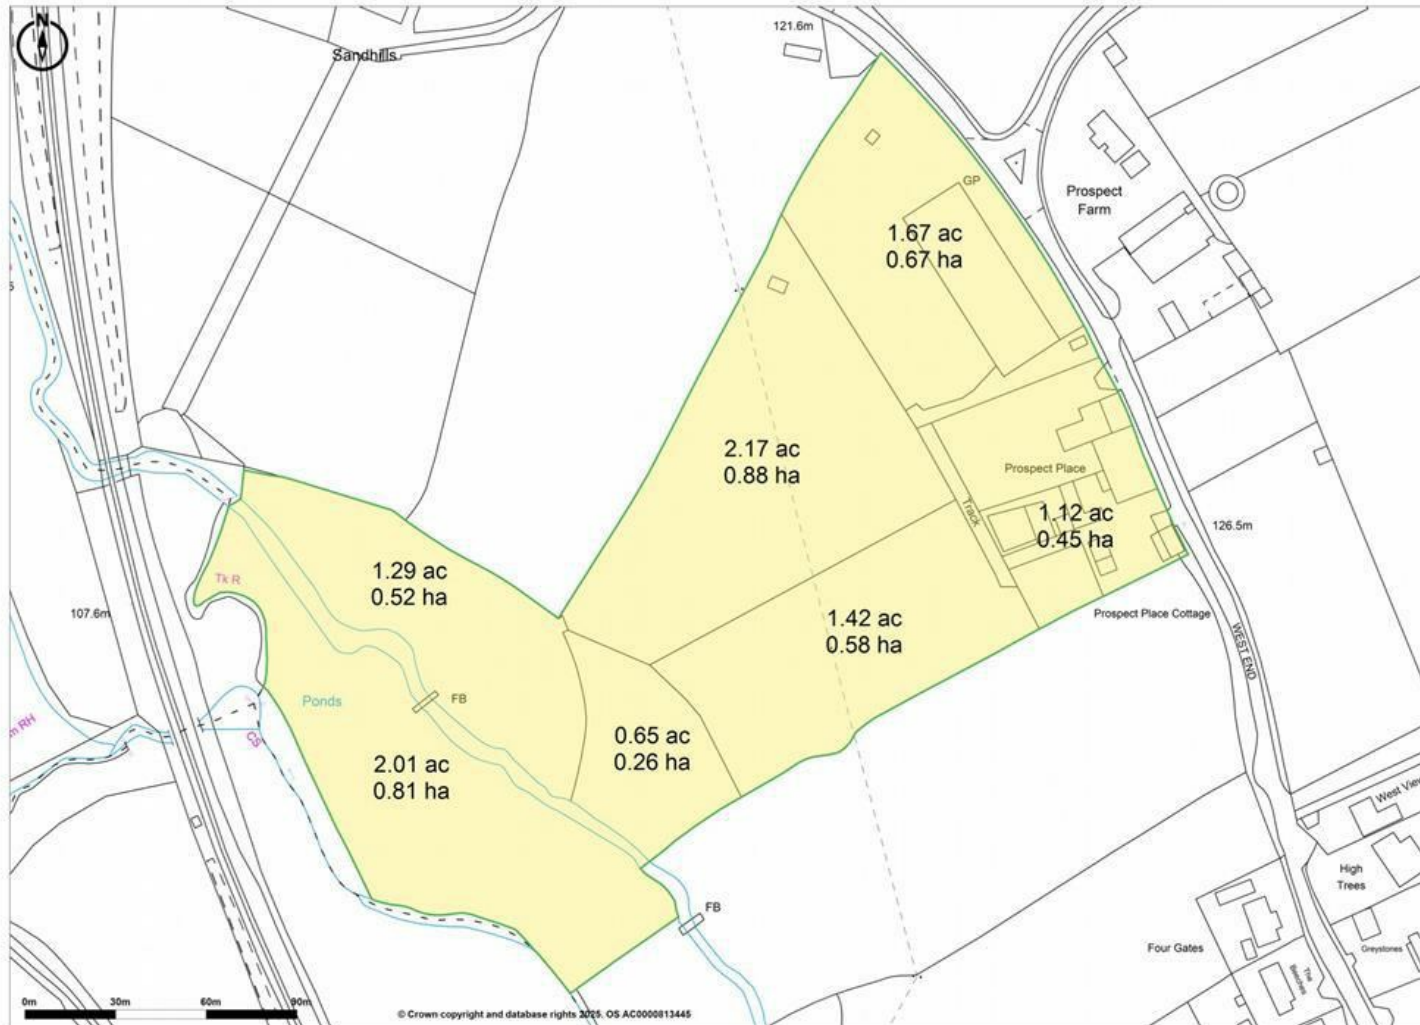 N
Sandhills
121.6m
GP
Prospect
Farm
1.67 ac
0.67 ha
2.17 ac
0.88 ha
Prospect Place
Track
1.12 ac
0.45 ha
126.5m
1.29 ac
0.52 ha
Tk R
107.6m
1.42 ac
0.58 ha
Prospect Place Cottage
WEST END
Ponds
FB
m RH
CS
0.65 ac
0.26 ha
2.01 ac
0.81 ha
West View
High
Trees
FB
Four Gates
Greystones
The
Beeches
0m
30m
60m
90m
© Crown copyright and database rights 2025. OS AC0000813445